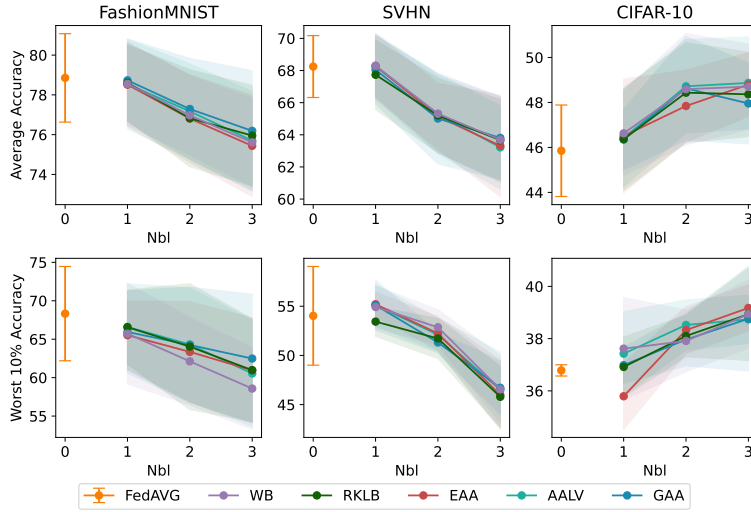 FashionMNIST SVHN CIFAR-10
Average Accuracy
80
78
76
74
0 1 2 3
Nbl
70
68
66
64
62
60
0 1 2 3
Nbl
50
48
46
44
0 1 2 3
Nbl
Worst 10% Accuracy
75
70
65
60
55
0 1 2 3
Nbl
55
50
45
0 1 2 3
Nbl
40
38
36
0 1 2 3
Nbl
FedAVG WB RKLB EAA AALV GAA